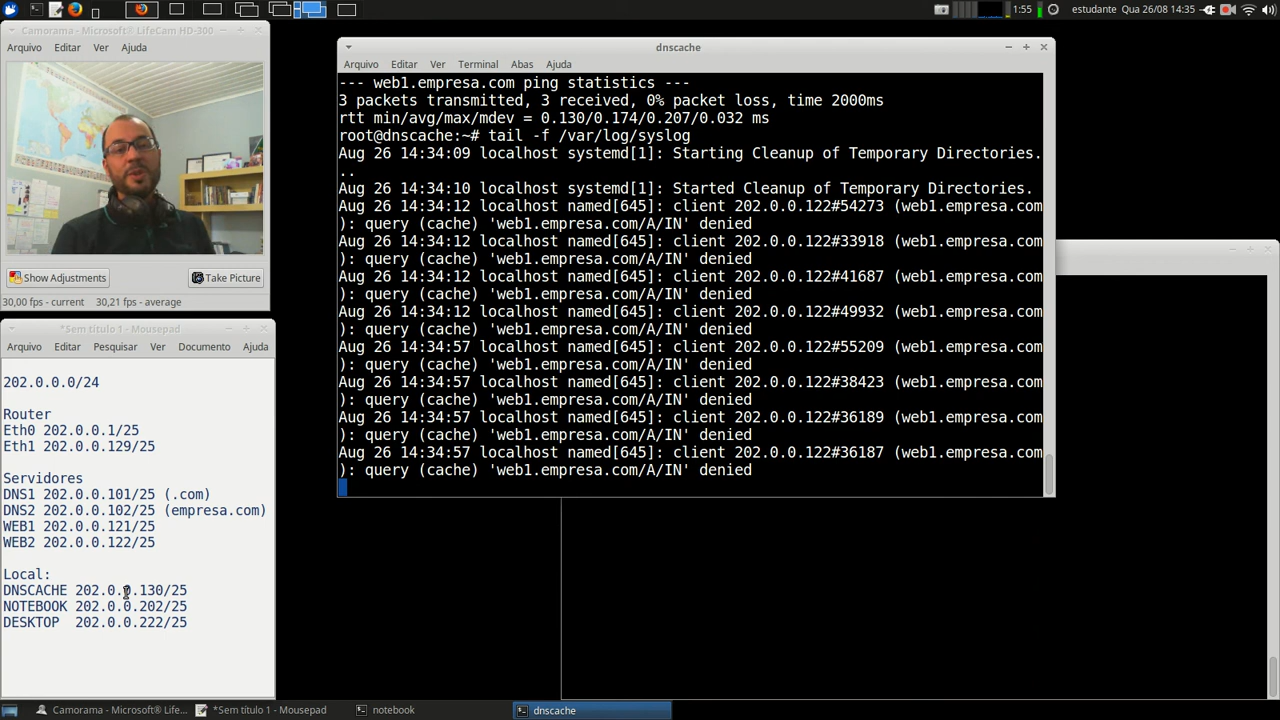 1:55
estudante
Qua 26/08 14:35
Camorama - Microsoft® LifeCam HD-300
Arquivo Editar Ver Ajuda
Show Adjustments
Take Picture
30,00 fps - current 30,21 fps - average
*Sem título 1 - Mousepad
Arquivo Editar Pesquisar Ver Documento Ajuda
202.0.0.0/24
Router
Eth0 202.0.0.1/25
Eth1 202.0.0.129/25
Servidores
DNS1 202.0.0.101/25 (.com)
DNS2 202.0.0.102/25 (empresa.com)
WEB1 202.0.0.121/25
WEB2 202.0.0.122/25
Local:
DNSCACHE 202.0.0.130/25
NOTEBOOK 202.0.0.202/25
DESKTOP 202.0.0.222/25
dnscache
Arquivo Editar Ver Terminal Abas Ajuda
--- web1.empresa.com ping statistics ---
3 packets transmitted, 3 received, 0% packet loss, time 2000ms
rtt min/avg/max/mdev = 0.130/0.174/0.207/0.032 ms
root@dnscache:~# tail -f /var/log/syslog
Aug 26 14:34:09 localhost systemd[1]: Starting Cleanup of Temporary Directories.
..
Aug 26 14:34:10 localhost systemd[1]: Started Cleanup of Temporary Directories.
Aug 26 14:34:12 localhost named[645]: client 202.0.0.122#54273 (web1.empresa.com
): query (cache) 'web1.empresa.com/A/IN' denied
Aug 26 14:34:12 localhost named[645]: client 202.0.0.122#33918 (web1.empresa.com
): query (cache) 'web1.empresa.com/A/IN' denied
Aug 26 14:34:12 localhost named[645]: client 202.0.0.122#41687 (web1.empresa.com
): query (cache) 'web1.empresa.com/A/IN' denied
Aug 26 14:34:12 localhost named[645]: client 202.0.0.122#49932 (web1.empresa.com
): query (cache) 'web1.empresa.com/A/IN' denied
Aug 26 14:34:57 localhost named[645]: client 202.0.0.122#55209 (web1.empresa.com
): query (cache) 'web1.empresa.com/A/IN' denied
Aug 26 14:34:57 localhost named[645]: client 202.0.0.122#38423 (web1.empresa.com
): query (cache) 'web1.empresa.com/A/IN' denied
Aug 26 14:34:57 localhost named[645]: client 202.0.0.122#36189 (web1.empresa.com
): query (cache) 'web1.empresa.com/A/IN' denied
Aug 26 14:34:57 localhost named[645]: client 202.0.0.122#36187 (web1.empresa.com
): query (cache) 'web1.empresa.com/A/IN' denied
Camorama - Microsoft® LifeC...
*Sem título 1 - Mousepad
notebook
dnscache